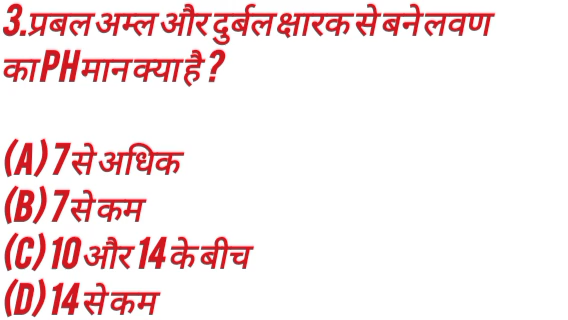 3.प्रबल अम्ल और दुर्बल क्षारक से बने लवण
का PH मान क्या है ?
(A) 7 से अधिक
(B) 7 से कम
(C) 10 और 14 के बीच
(D) 14 से कम